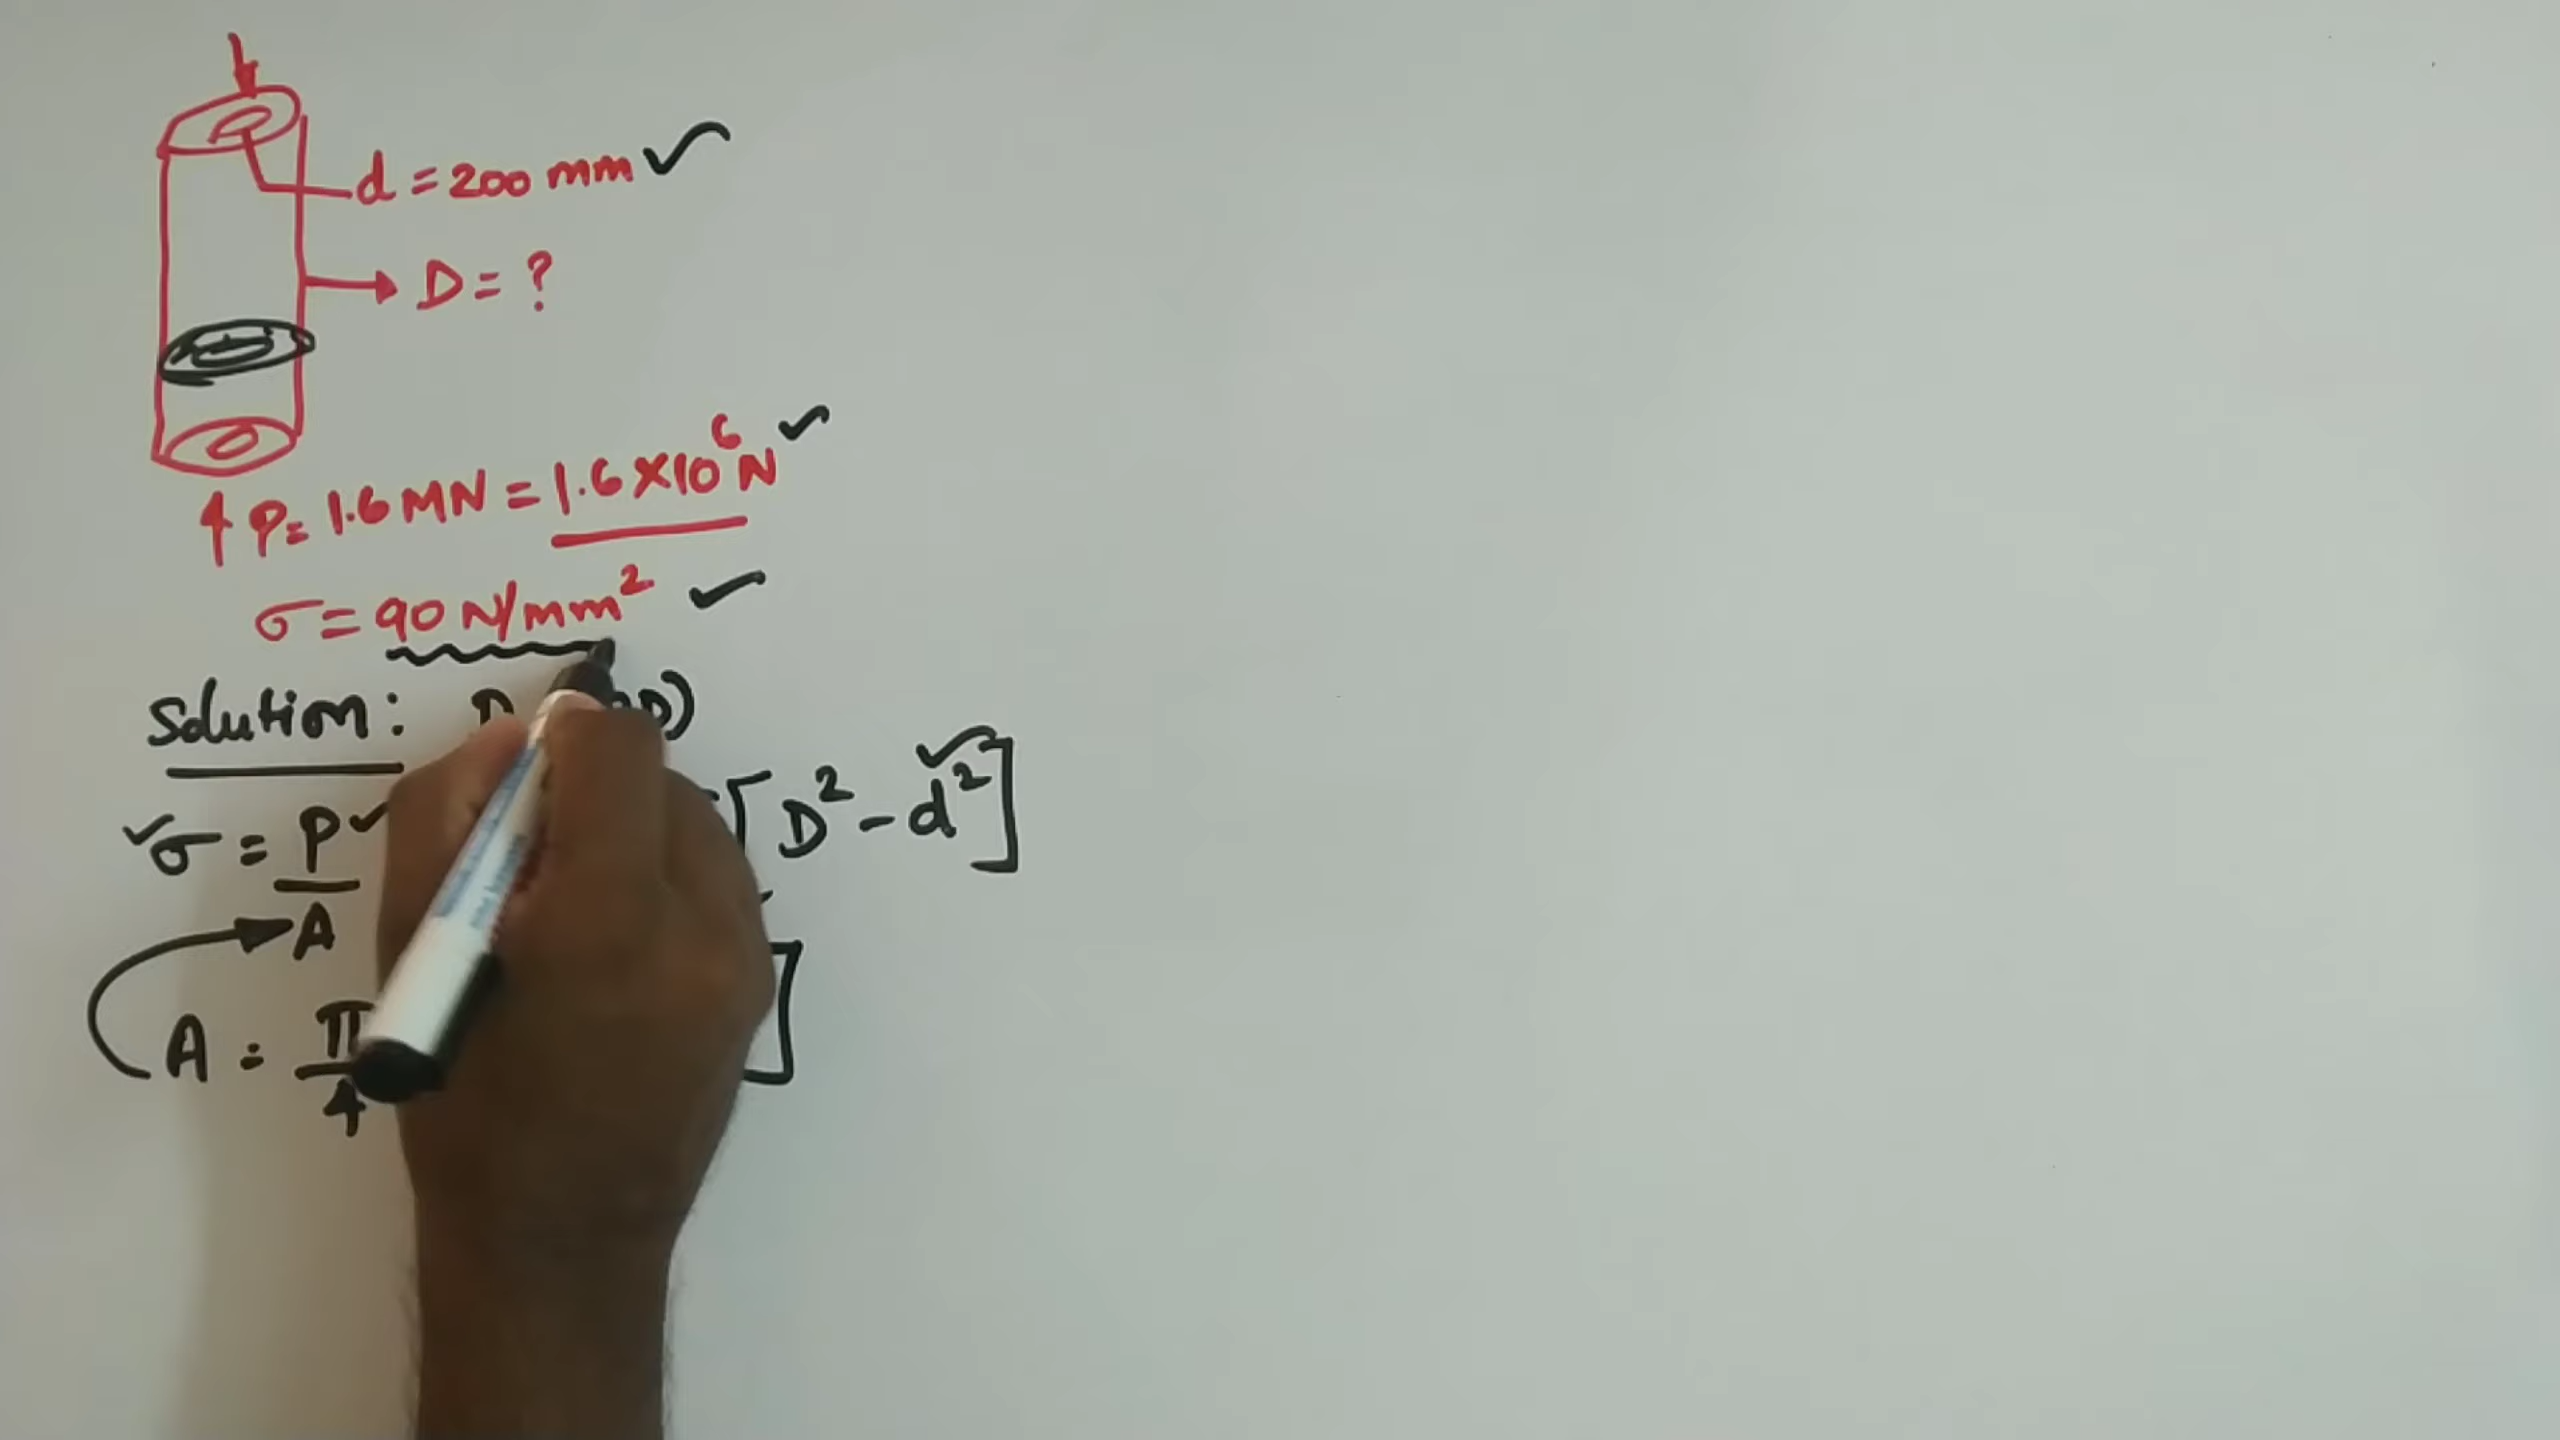 d = 200 mm
D = ?
P = 1.6 MN = 1.6 × 10⁶ N
σ = 90 N/mm²
Solution: D D)
σ = P/A [D² - d²]
A = π/4 ]